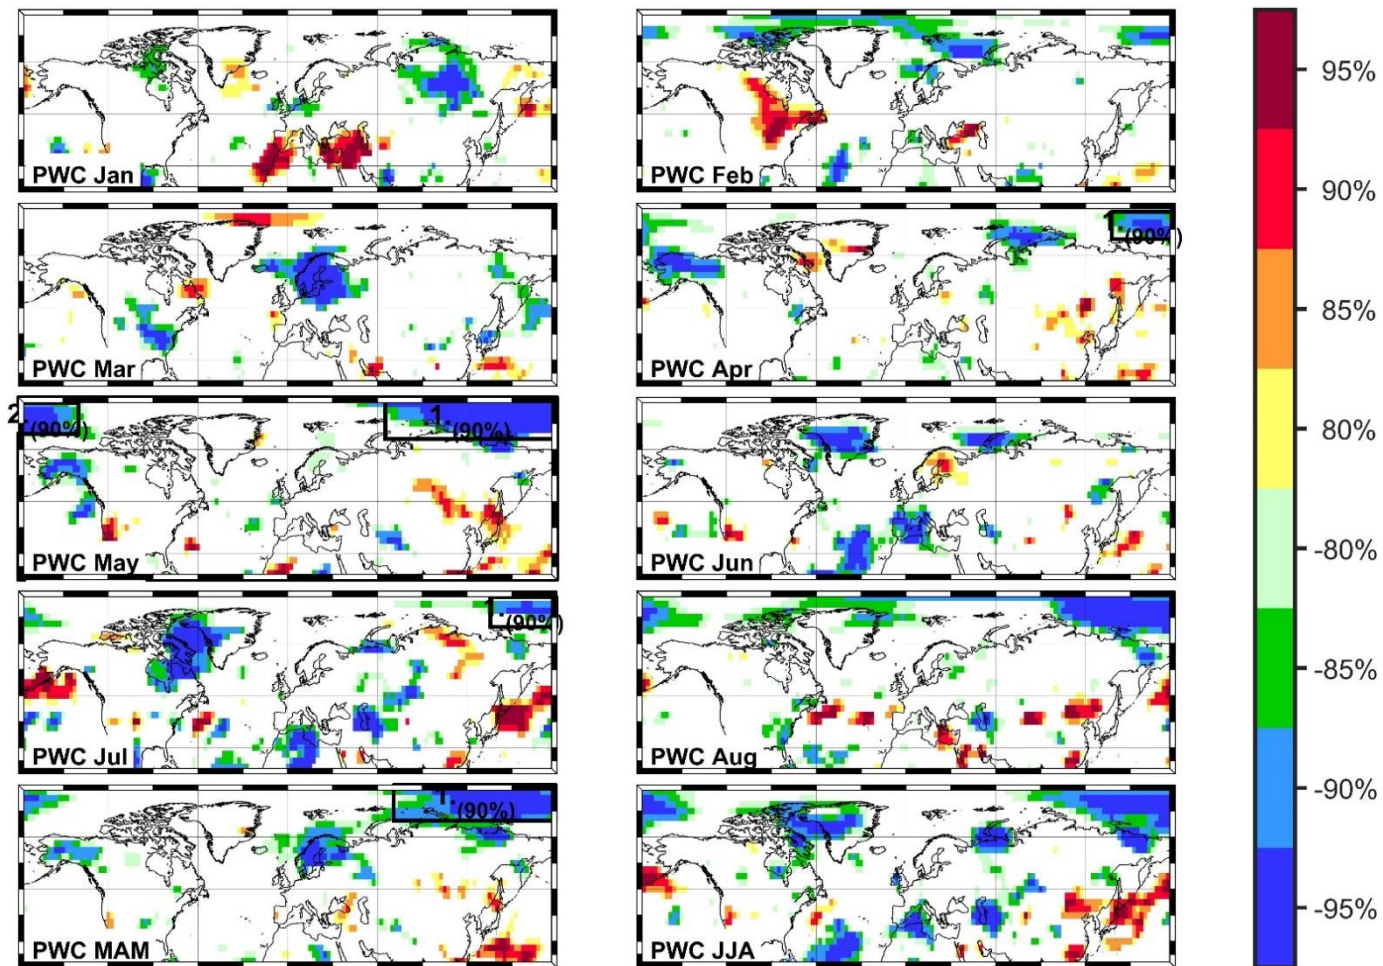 PWC Jan
PWC Feb
95%
90%
PWC Mar
1.
(90%)
PWC Apr
85%
80%
2.
(90%)
1.
(90%)
PWC May
PWC Jun
-80%
1.
(90%)
PWC Jul
PWC Aug
-85%
-90%
1.
(90%)
PWC MAM
PWC JJA
-95%